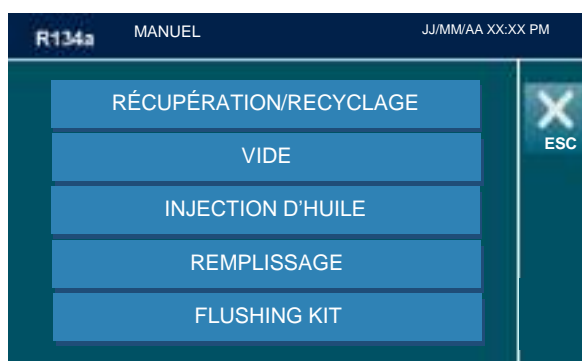 R134a MANUEL JJ/MM/AA XX:XX PM
RÉCUPÉRATION/RECYCLAGE
ESC
VIDE
INJECTION D'HUILE
REMPLISSAGE
FLUSHING KIT